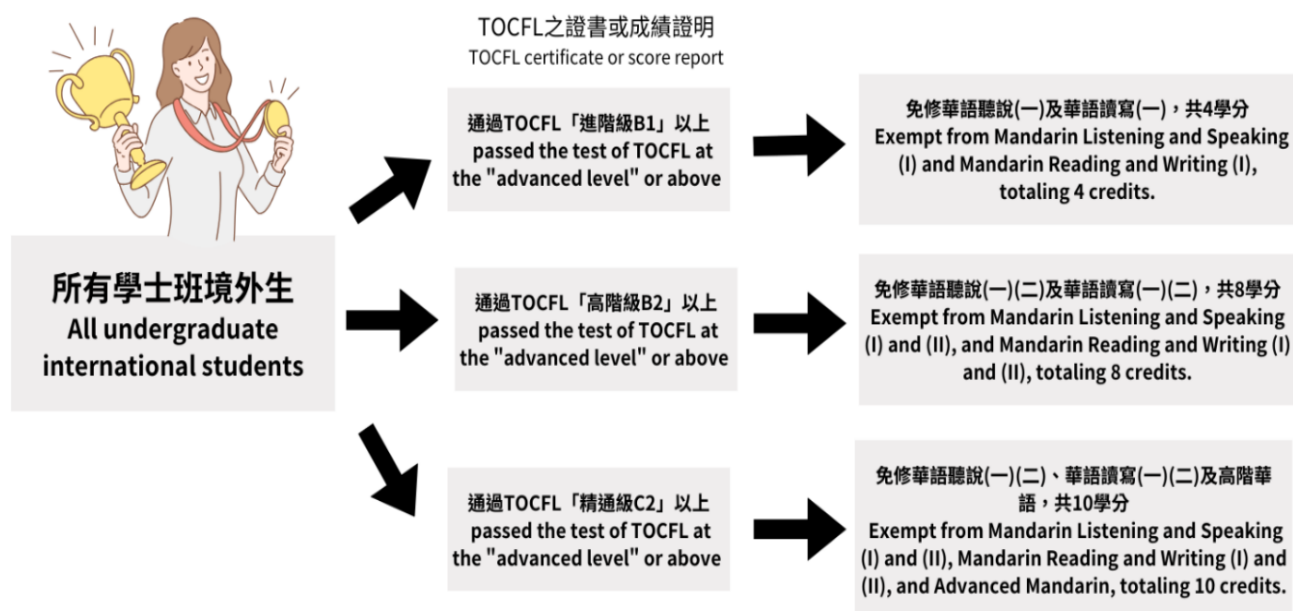 TOCFL之證書或成績證明
TOCFL certificate or score report
所有學士班境外生
All undergraduate
international students
通過TOCFL「進階級B1」以上
passed the test of TOCFL at
the "advanced level" or above
免修華語聽說(一)及華語讀寫(一)，共4學分
Exempt from Mandarin Listening and Speaking
(I) and Mandarin Reading and Writing (I),
totaling 4 credits.
通過TOCFL「高階級B2」以上
passed the test of TOCFL at
the "advanced level" or above
免修華語聽說(一)(二)及華語讀寫(一)(二)，共8學分
Exempt from Mandarin Listening and Speaking
(I) and (II), and Mandarin Reading and Writing (I)
and (II), totaling 8 credits.
通過TOCFL「精通級C2」以上
passed the test of TOCFL at
the "advanced level" or above
免修華語聽說(一)(二)、華語讀寫(一)(二)及高階華
語，共10學分
Exempt from Mandarin Listening and Speaking
(I) and (II), Mandarin Reading and Writing (I) and
(II), and Advanced Mandarin, totaling 10 credits.